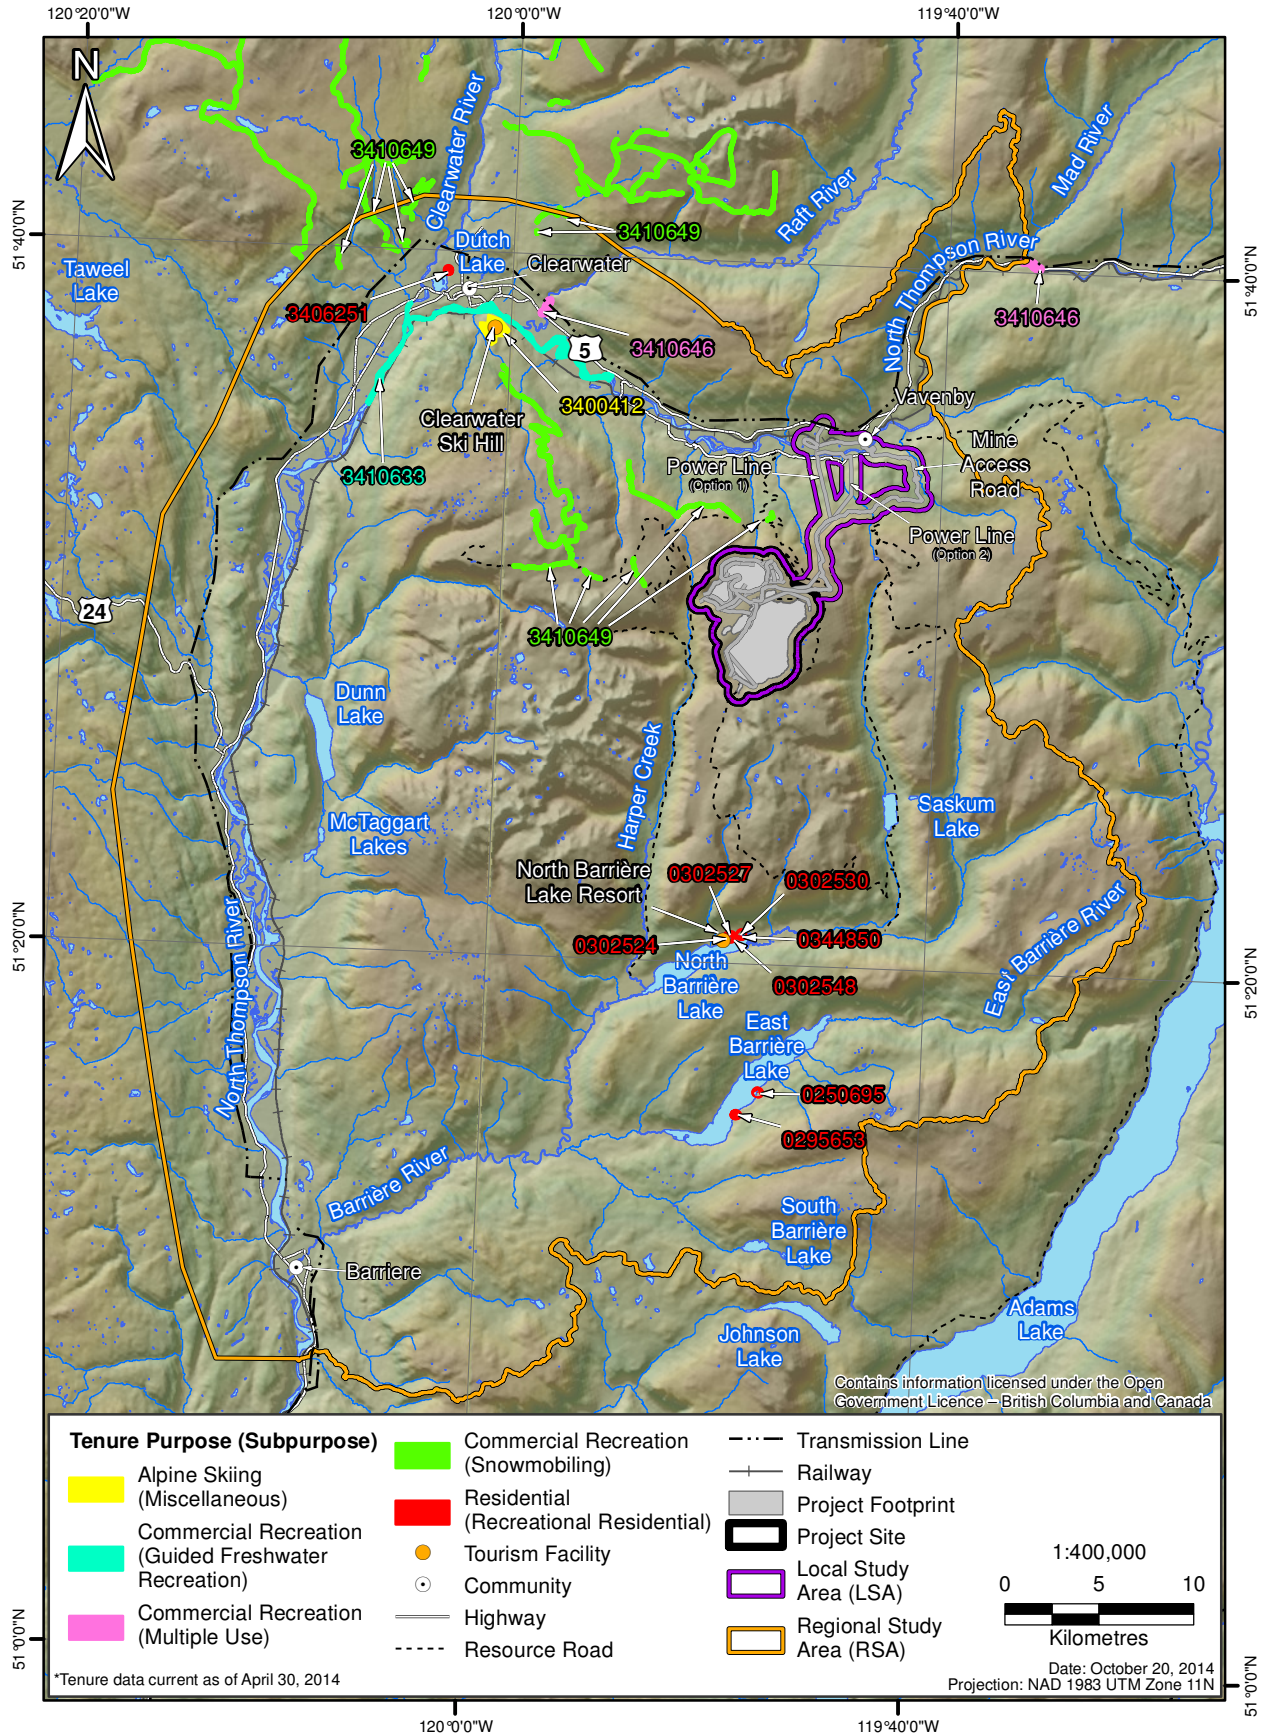 120°20'0"W
120°0'0"W
119°40'0"W
N
3410649
Clearwater River
Mad River
Raft River
51°40'0"N
3410649
Dutch
Lake
Clearwater
North Thompson River
Taweel
Lake
51°40'0"N
3406251
3410646
3410646
5
Clearwater
Ski Hill
3400412
Vavenby
3410633
Power Line
(Option 1)
Mine
Access
Road
Power Line
(Option 2)
24
3410649
Dunn
Lake
Harper Creek
McTaggart
Lakes
Saskum
Lake
North Barrière
Lake Resort
0302527
0302530
0302524
0344850
51°20'0"N
North
Barrière
Lake
0302548
East Barrière River
51°20'0"N
North Thompson River
East
Barrière
Lake
0250695
0295653
Barrière River
South
Barrière
Lake
Barriere
Adams
Lake
Johnson
Lake
Contains information licensed under the Open
Government Licence – British Columbia and Canada
Tenure Purpose (Subpurpose)
Alpine Skiing
(Miscellaneous)
Commercial Recreation
(Guided Freshwater
Recreation)
Commercial Recreation
(Multiple Use)
Commercial Recreation
(Snowmobiling)
Residential
(Recreational Residential)
Tourism Facility
Community
Highway
Resource Road
Transmission Line
Railway
Project Footprint
Project Site
Local Study
Area (LSA)
Regional Study
Area (RSA)
1:400,000
0 5 10
Kilometres
*Tenure data current as of April 30, 2014
Date: October 20, 2014
Projection: NAD 1983 UTM Zone 11N
51°0'0"N
51°0'0"N
120°0'0"W
119°40'0"W